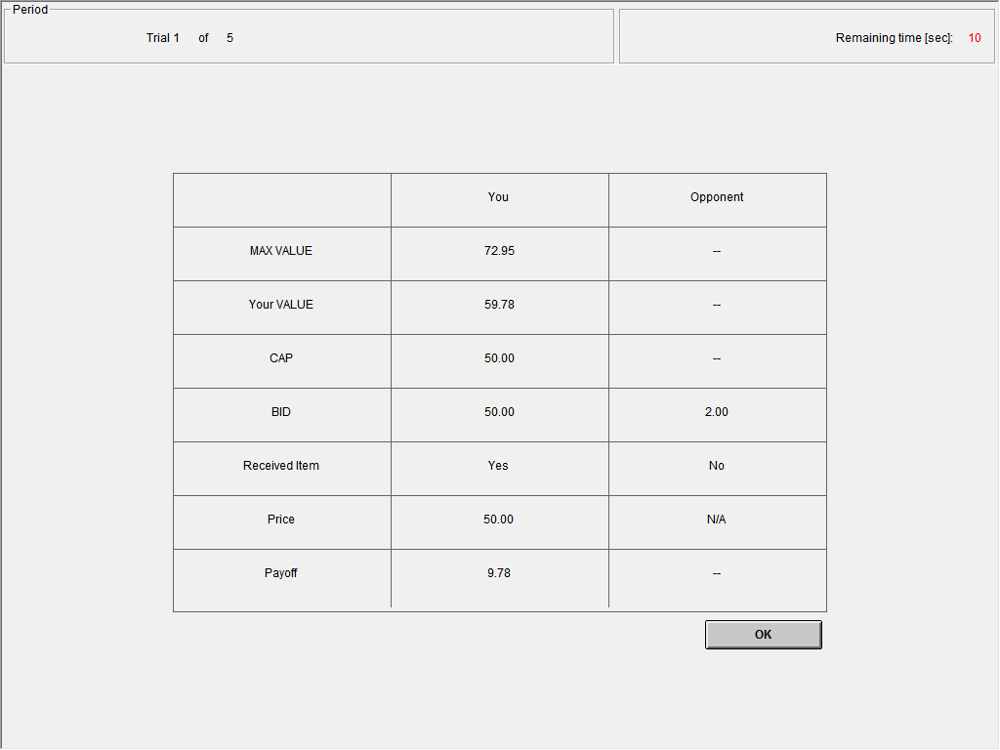 Period
Trial 1 of 5 Remaining time [sec]: 10
You Opponent
MAX VALUE 72.95 --
Your VALUE 59.78 --
CAP 50.00 --
BID 50.00 2.00
Received Item Yes No
Price 50.00 N/A
Payoff 9.78 --
OK